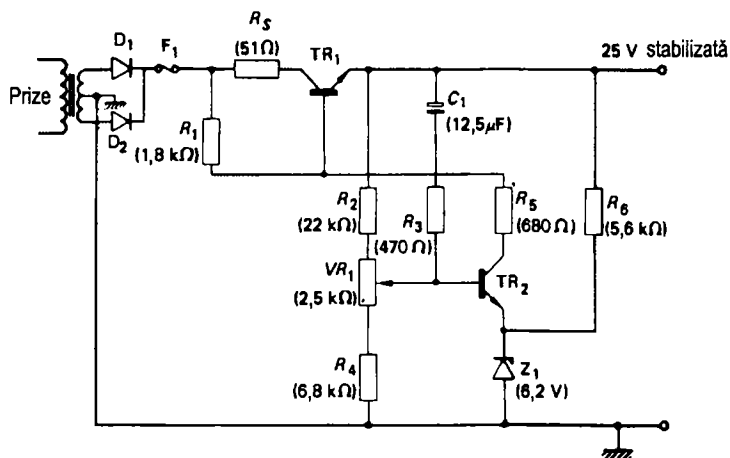 D1
F1
RS
(51Ω)
TR1
25 V stabilizată
Prize
D2
R1
(1,8 kΩ)
C1
(12,5μF)
R2
(22 kΩ)
R3
(470 Ω)
R5
(680 Ω)
R6
(5,6 kΩ)
VR1
(2,5 kΩ)
TR2
R4
(6,8 kΩ)
Z1
(6,2 V)